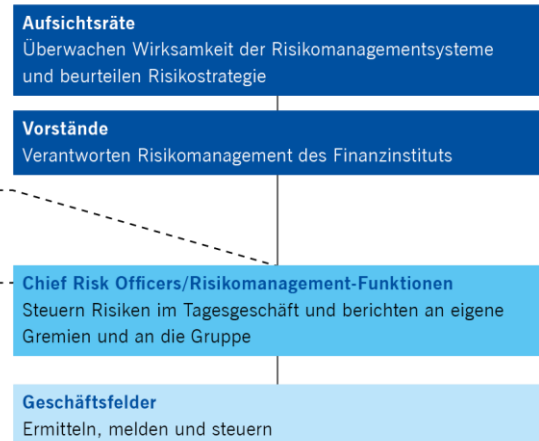 Aufsichtsräte
Überwachen Wirksamkeit der Risikomanagementsysteme
und beurteilen Risikostrategie
Vorstände
Verantworten Risikomanagement des Finanzinstituts
Chief Risk Officers/Risikomanagement-Funktionen
Steuern Risiken im Tagesgeschäft und berichten an eigene
Gremien und an die Gruppe
Geschäftsfelder
Ermitteln, melden und steuern